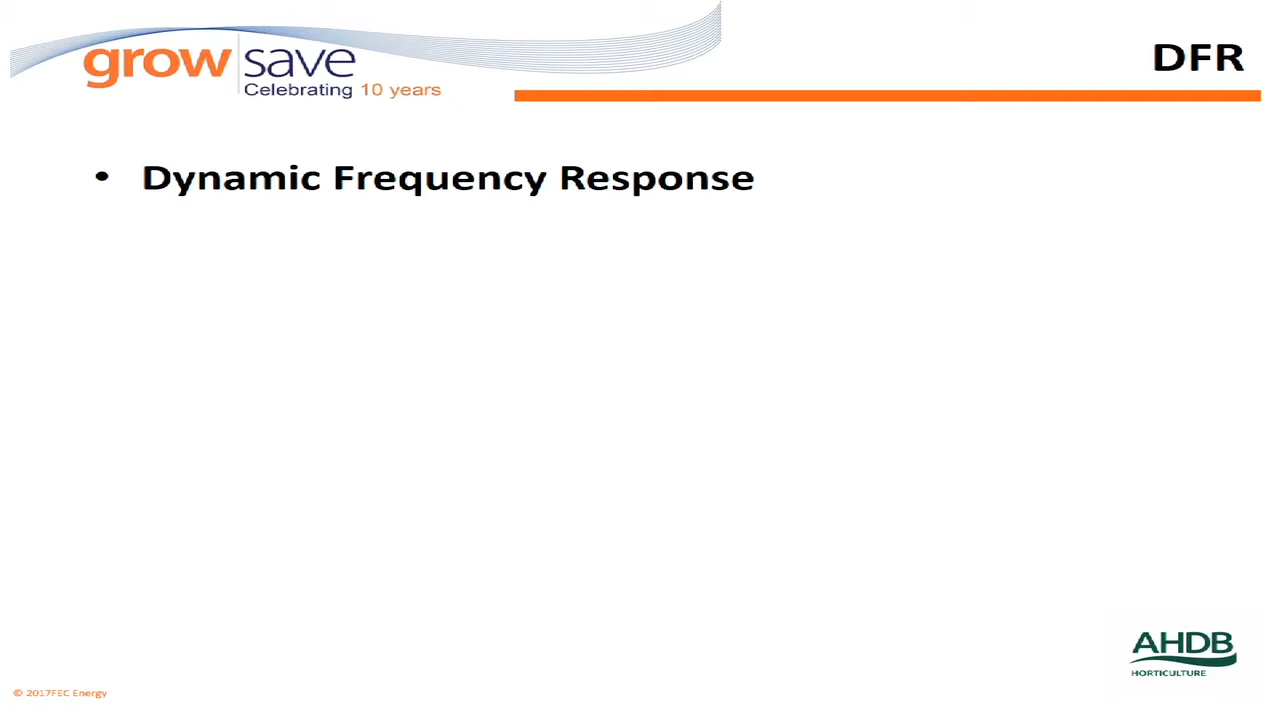 grow save
Celebrating 10 years
DFR
• Dynamic Frequency Response
AHDB
HORTICULTURE
© 2017FEC Energy